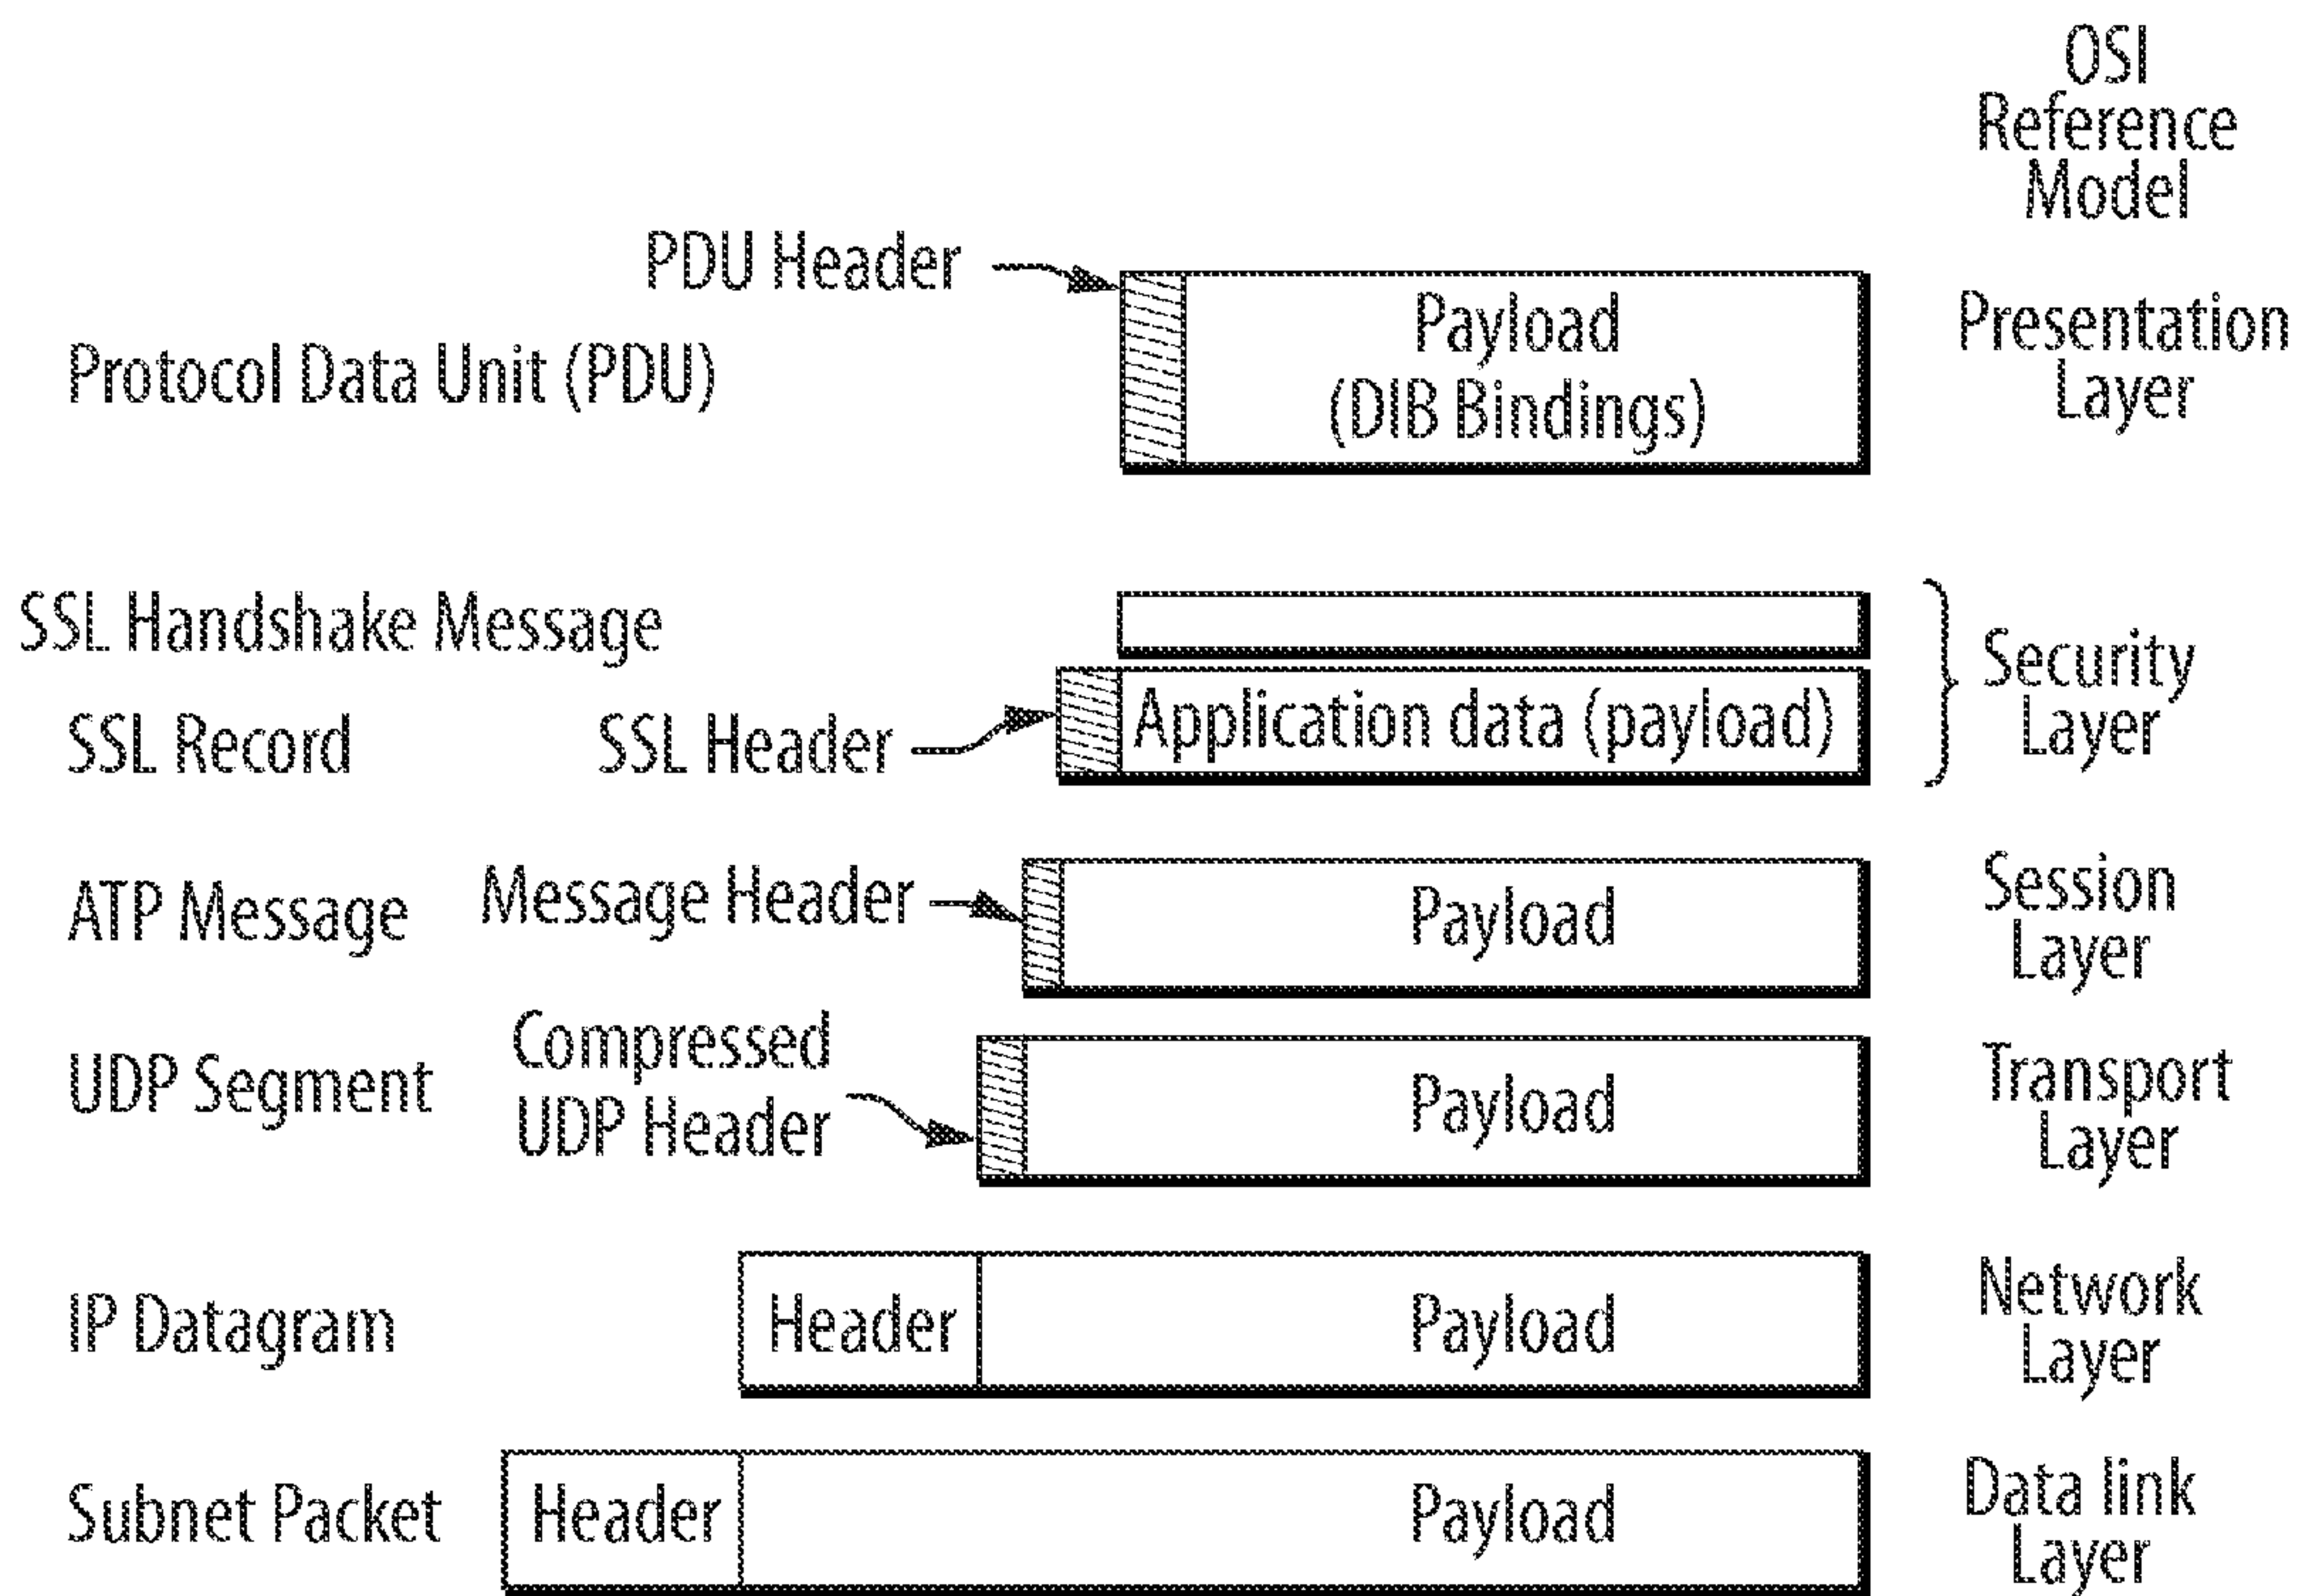 OSI
Reference
Model
PDU Header
Payload
(DIB Bindings)
Protocol Data Unit (PDU)
Presentation
Layer
SSL Handshake Message
Security
Layer
SSL Record
SSL Header
Application data (payload)
ATP Message
Message Header
Payload
Session
Layer
UDP Segment
Compressed
UDP Header
Payload
Transport
Layer
IP Datagram
Header
Payload
Network
Layer
Subnet Packet
Header
Payload
Data link
Layer